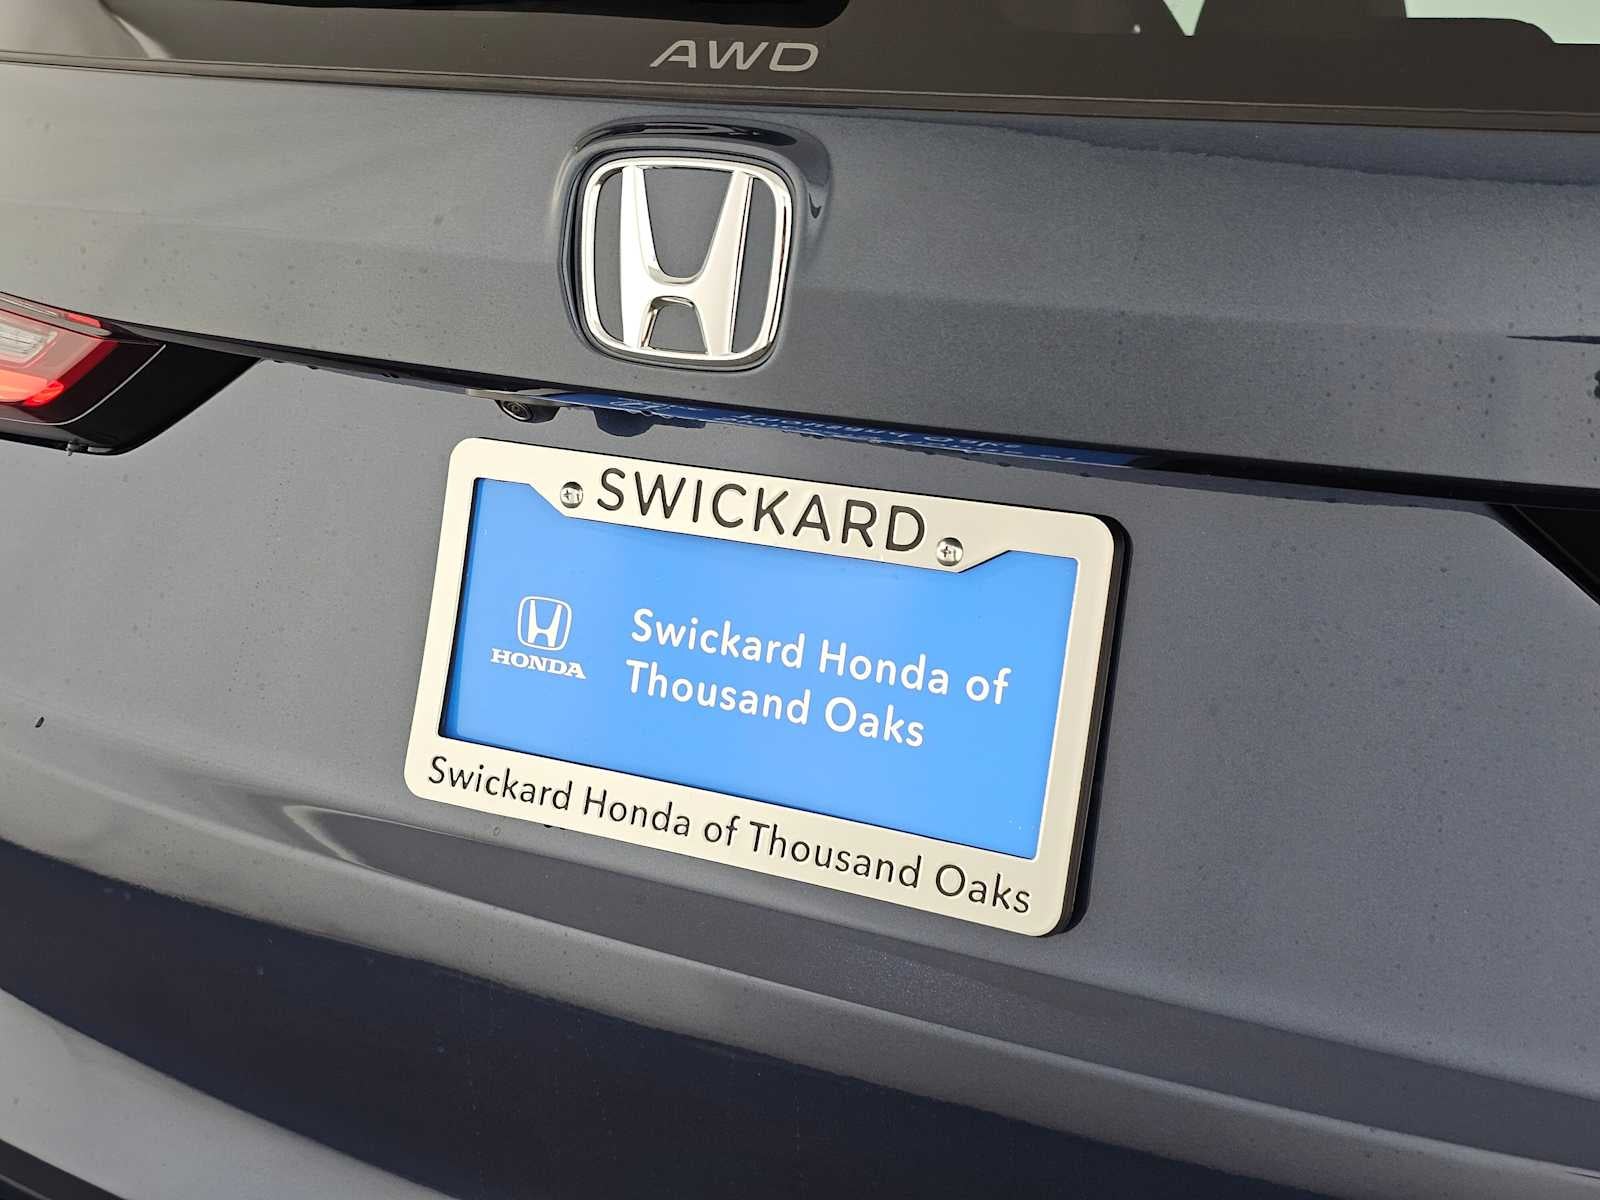 AWD
SWICKARD
HONDA
Swickard Honda of
Thousand Oaks
Swickard Honda of Thousand Oaks